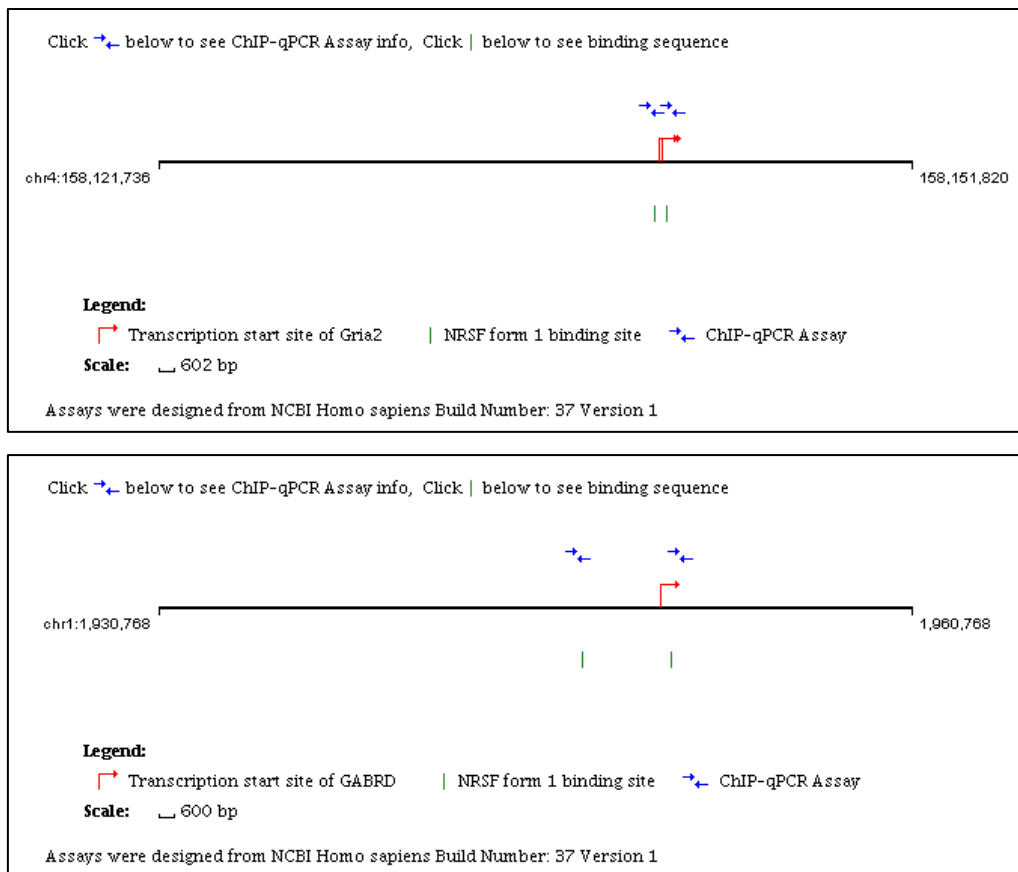 Click below to see ChIP-qPCR Assay info, Click | below to see binding sequence
chr4:158,121,736
158,151,820
Legend:
Transcription start site of Gria2
NRSF form 1 binding site
ChIP-qPCR Assay
Scale: 602 bp
Assays were designed from NCBI Homo sapiens Build Number: 37 Version 1
Click below to see ChIP-qPCR Assay info, Click | below to see binding sequence
chr1:1,930,768
1,960,768
Legend:
Transcription start site of GABRD
NRSF form 1 binding site
ChIP-qPCR Assay
Scale: 600 bp
Assays were designed from NCBI Homo sapiens Build Number: 37 Version 1